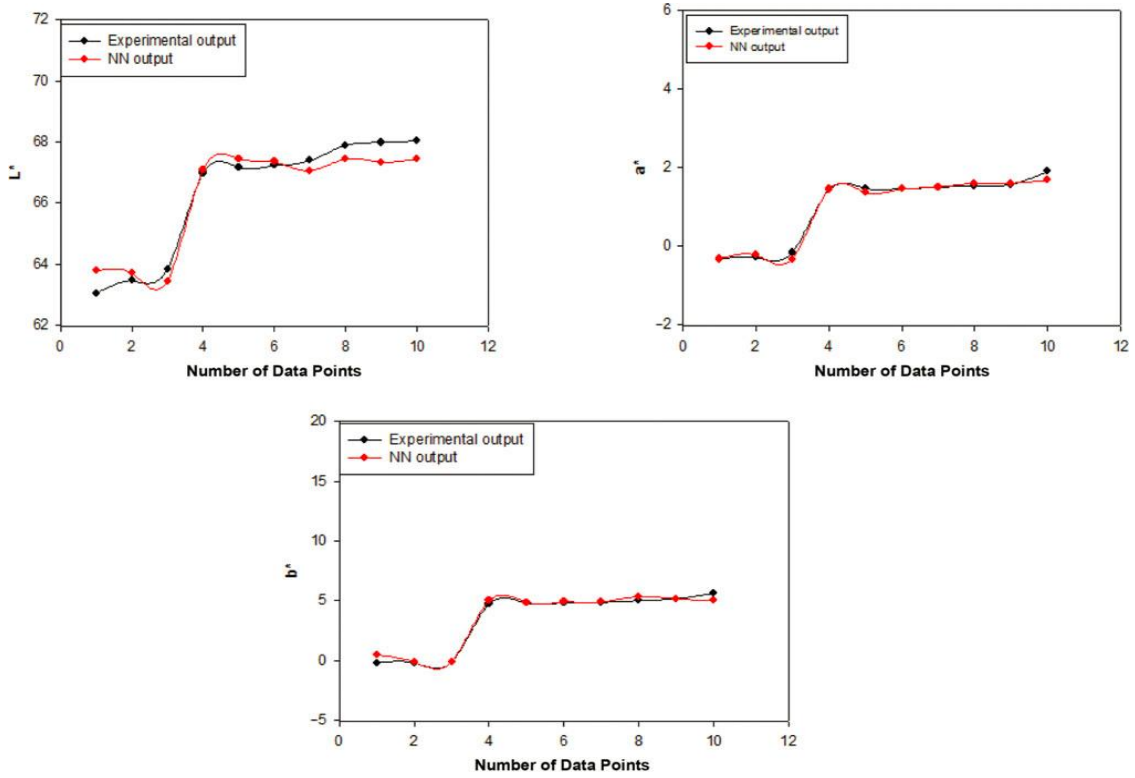 72
70
68
66
64
62
L*
Experimental output
NN output
0 2 4 6 8 10 12
Number of Data Points
6
4
2
0
−2
a*
Experimental output
NN output
0 2 4 6 8 10 12
Number of Data Points
20
15
10
5
0
−5
b*
Experimental output
NN output
0 2 4 6 8 10 12
Number of Data Points